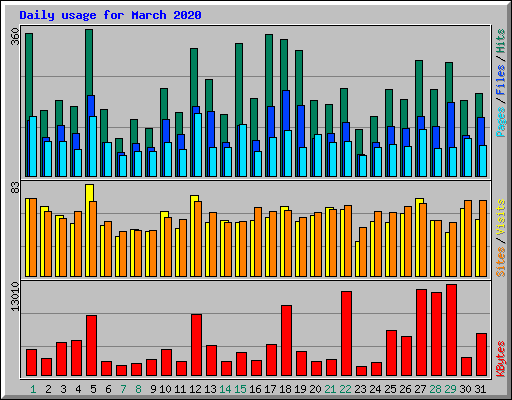 Daily usage for March 2020
360
Pages / Files / Hits
83
Sites / Visits
13010
KBytes
1 2 3 4 5 6 7 8 9 10 11 12 13 14 15 16 17 18 19 20 21 22 23 24 25 26 27 28 29 30 31